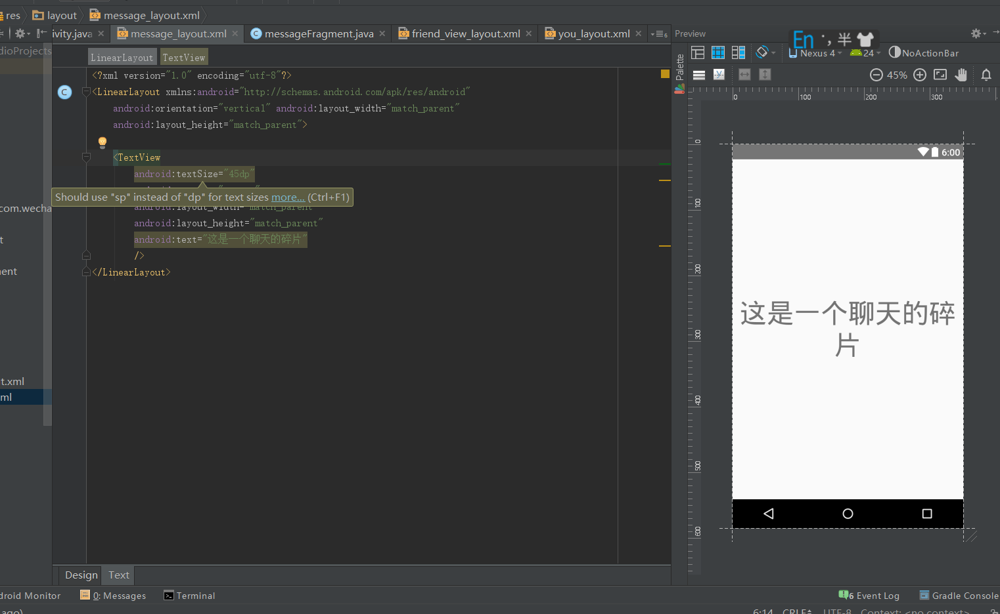 res layout message_layout.xml
ivity.java message_layout.xml messageFragment.java friend_view_layout.xml you_layout.xml 6 Preview
En 半
dioProjects
LinearLayout TextView
Nexus 4 24 NoActionBar
Palette
45%
<?xml version="1.0" encoding="utf-8"?>
<LinearLayout xmlns:android="http://schemas.android.com/apk/res/android"
android:orientation="vertical" android:layout_width="match_parent"
android:layout_height="match_parent">
<TextView
android:textSize="45dp"
Should use "sp" instead of "dp" for text sizes more... (Ctrl+F1)
android:layout_width="match_parent"
android:layout_height="match_parent"
android:text="这是一个聊天的碎片"
/>
</LinearLayout>
com.wecha
t
ent
t.xml
ml
0 100 200 300
0
100
200
300
400
500
600
6:00
这是一个聊天的碎
片
Design Text
droid Monitor 0: Messages Terminal 6 Event Log Gradle Console
ago) 6:14 CRLF UTF-8 Context: <no context>